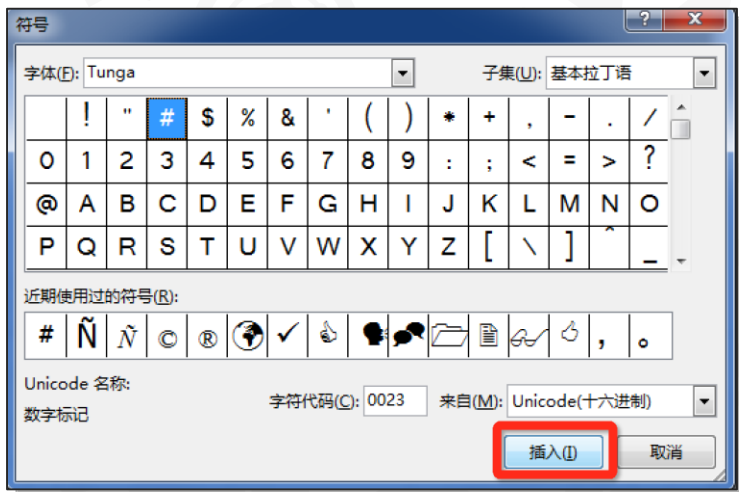 符号
字体(F): Tunga 子集(U): 基本拉丁语
! " # $ % & ' ( ) * + , - . /
0 1 2 3 4 5 6 7 8 9 : ; < = > ?
@ A B C D E F G H I J K L M N O
P Q R S T U V W X Y Z [ \ ] ^ _
近期使用过的符号(R):
# Ñ Ñ © ® ✓ , 。
Unicode 名称:
数字标记
字符代码(C): 0023 来自(M): Unicode(十六进制)
插入(I) 取消